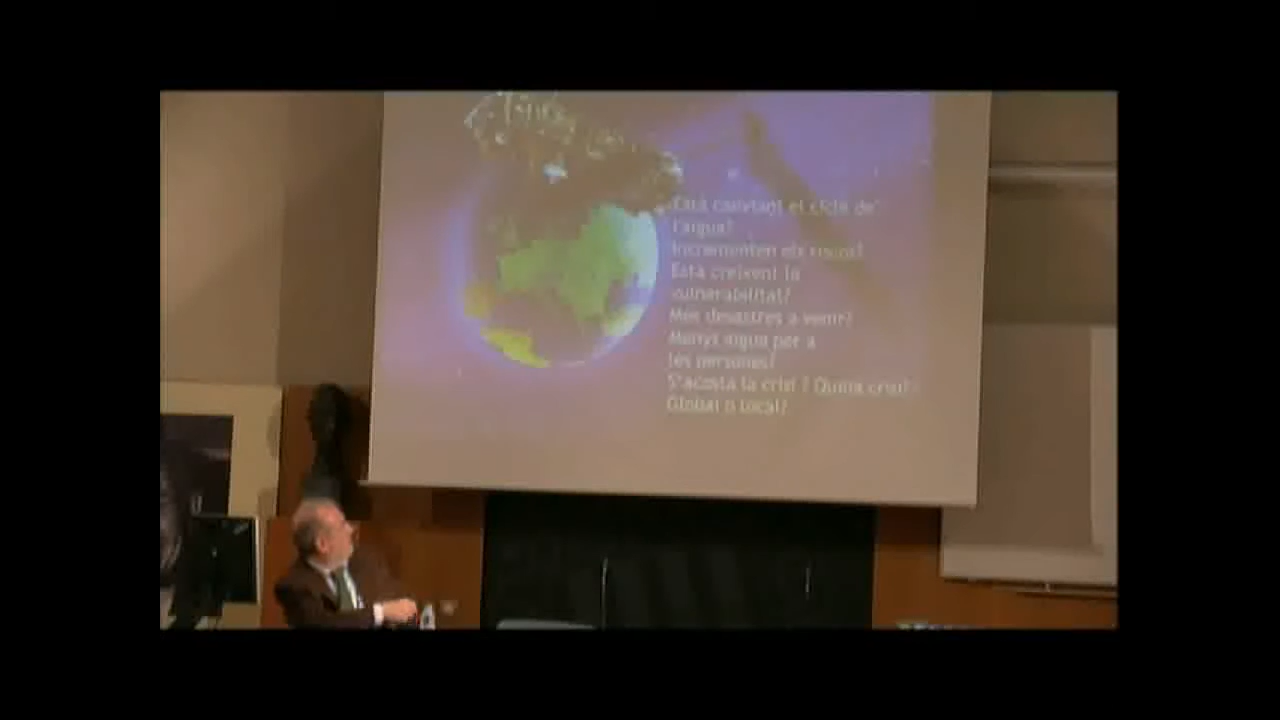 Està canviant el cicle de
l'aigua?
Incrementen els riscos?
Està creixent la
vulnerabilitat?
Més desastres a venir?
Menys aigua per a
les persones?
S'acosta la crisi ? Quina crisi?
Global o local?